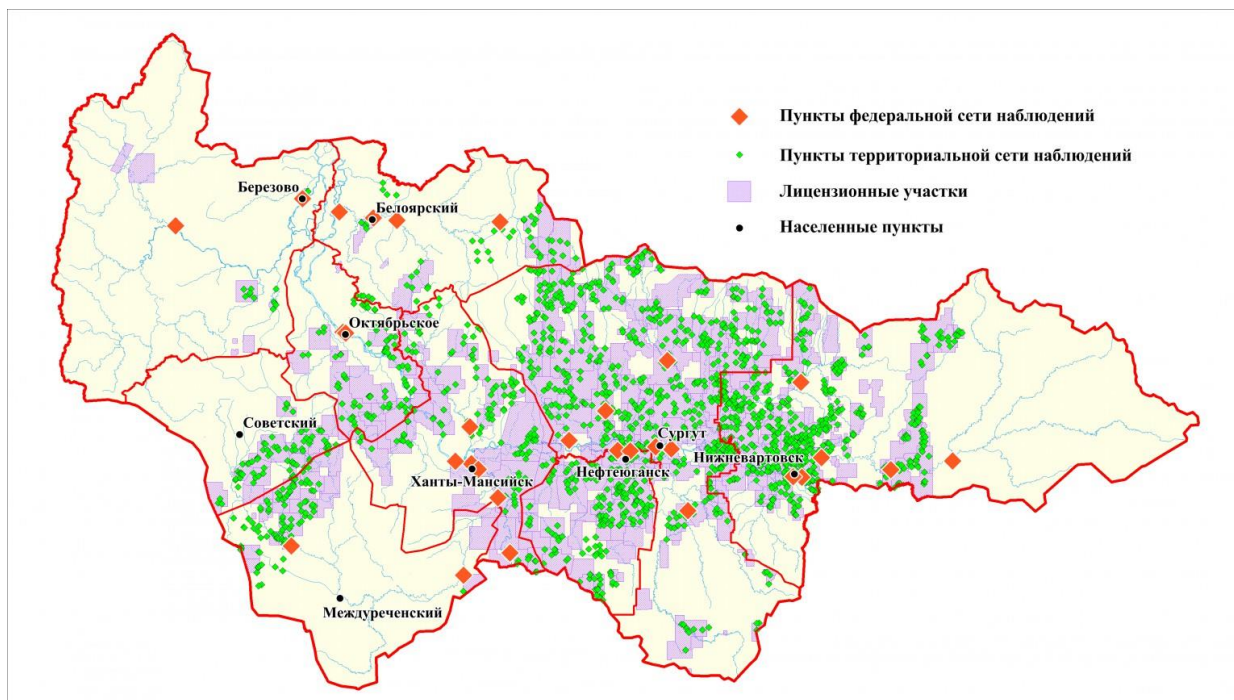 Пункты федеральной сети наблюдений
Пункты территориальной сети наблюдений
Лицензионные участки
Населенные пункты
Березово
Белоярский
Октябрьское
Советский
Сургут
Нижневартовск
Нефтеюганск
Ханты-Мансийск
Междуреченский